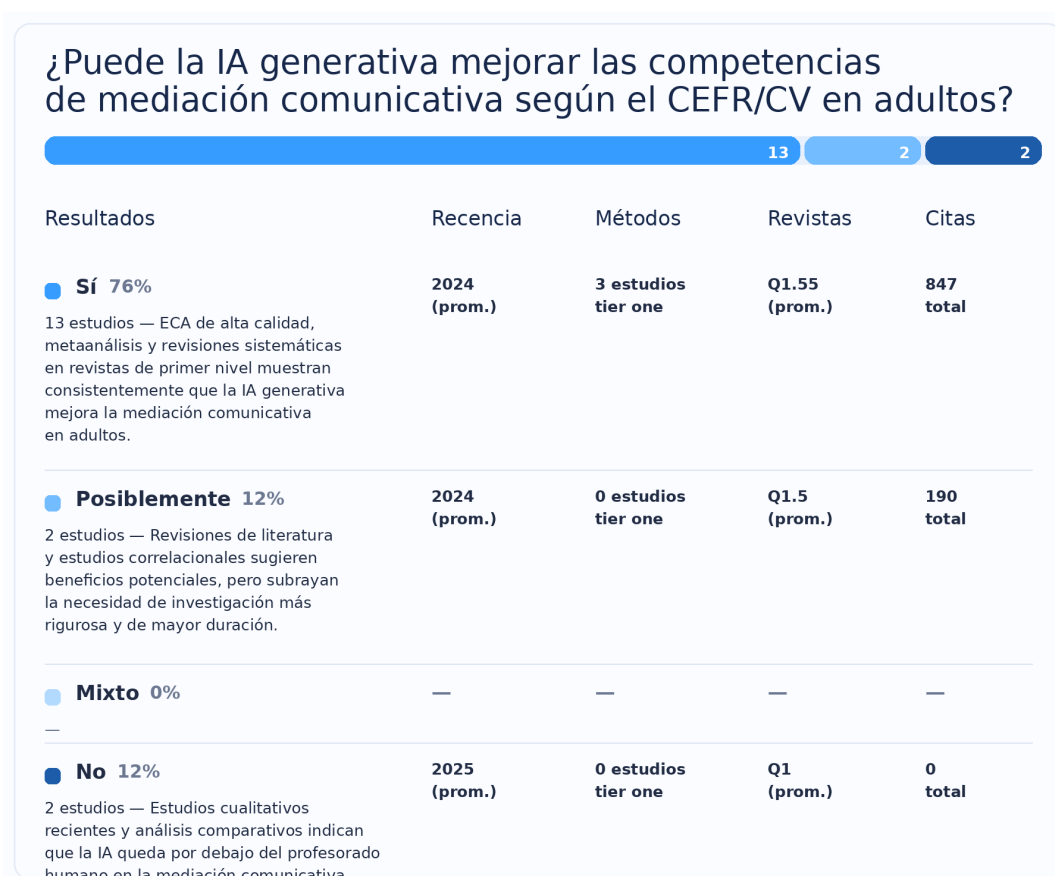 ¿Puede la IA generativa mejorar las competencias
de mediación comunicativa según el CEFR/CV en adultos?
13 2 2
Resultados Recencia Métodos Revistas Citas
Sí 76% 2024 3 estudios Q1.55 847
(prom.) tier one (prom.) total
13 estudios — ECA de alta calidad,
metaanálisis y revisiones sistemáticas
en revistas de primer nivel muestran
consistentemente que la IA generativa
mejora la mediación comunicativa
en adultos.
Posiblemente 12% 2024 0 estudios Q1.5 190
(prom.) tier one (prom.) total
2 estudios — Revisiones de literatura
y estudios correlacionales sugieren
beneficios potenciales, pero subrayan
la necesidad de investigación más
rigurosa y de mayor duración.
Mixto 0% — — — —
—
No 12% 2025 0 estudios Q1 0
(prom.) tier one (prom.) total
2 estudios — Estudios cualitativos
recientes y análisis comparativos indican
que la IA queda por debajo del profesorado
humano en la mediación comunicativa